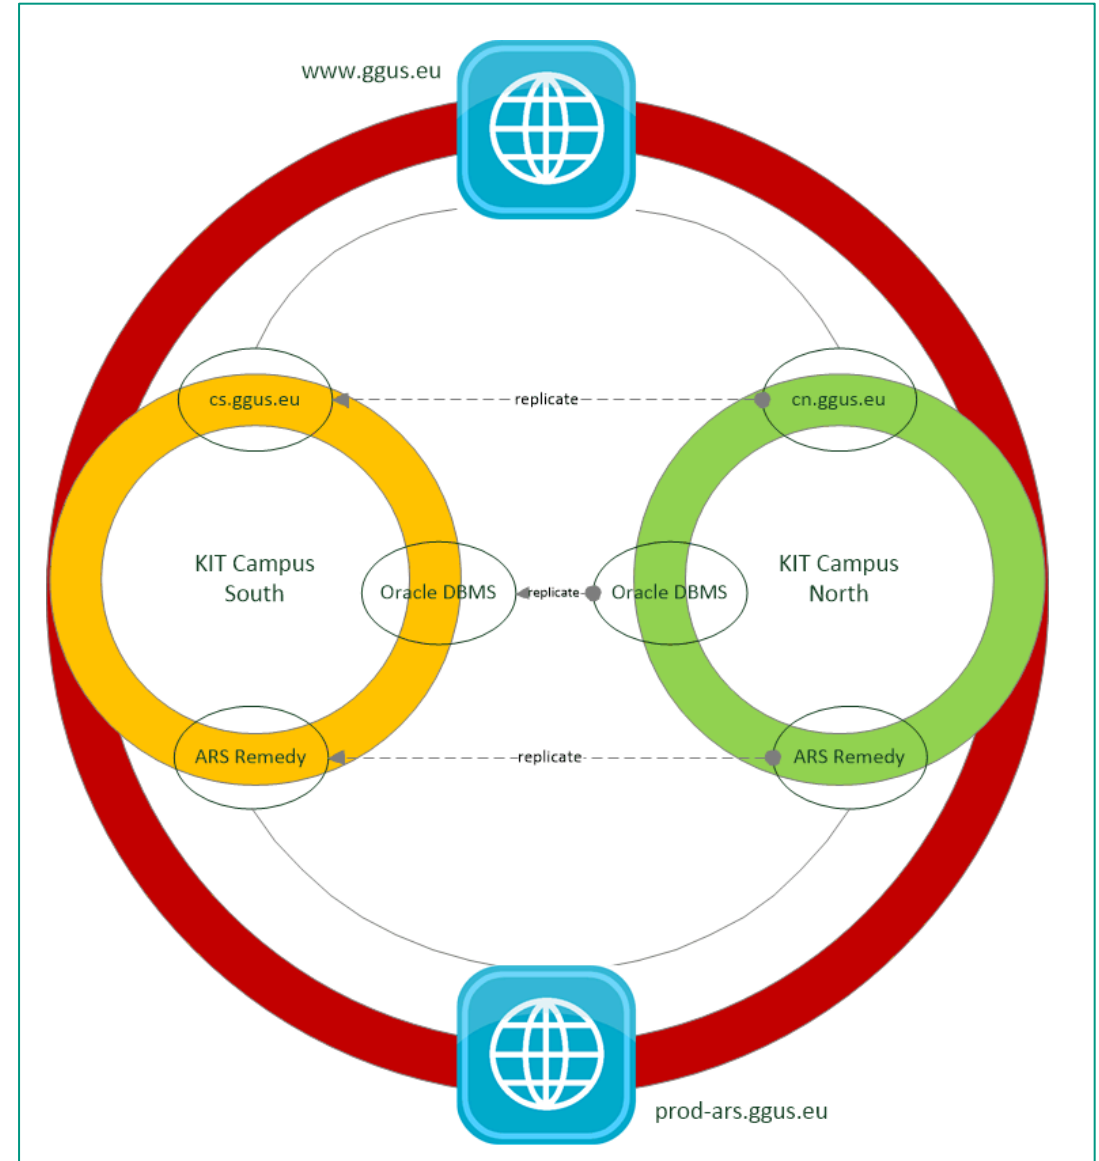 www.ggus.eu
cs.ggus.eu
replicate
cn.ggus.eu
KIT Campus
South
KIT Campus
North
Oracle DBMS
replicate
Oracle DBMS
ARS Remedy
replicate
ARS Remedy
prod-ars.ggus.eu